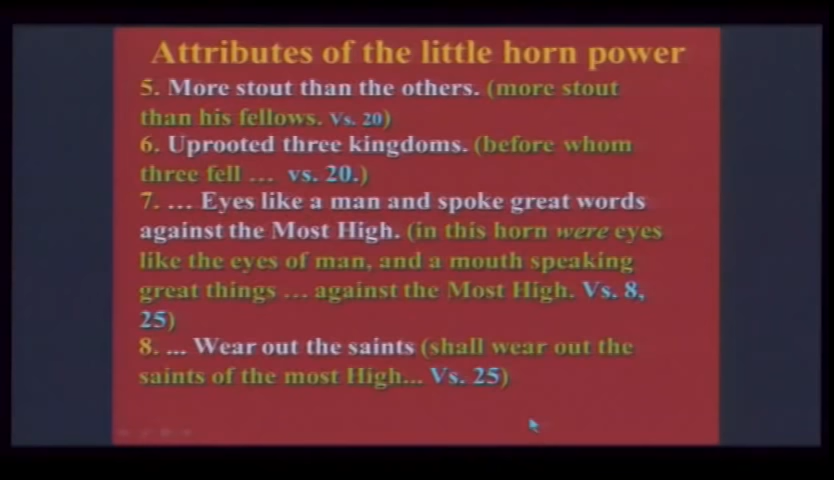 Attributes of the little horn power
5. More stout than the others. (more stout
than his fellows. Vs. 20)
6. Uprooted three kingdoms. (before whom
three fell ... vs. 20.)
7. ... Eyes like a man and spoke great words
against the Most High. (in this horn were eyes
like the eyes of man, and a mouth speaking
great things ... against the Most High. Vs. 8,
25)
8. ... Wear out the saints (shall wear out the
saints of the most High... Vs. 25)